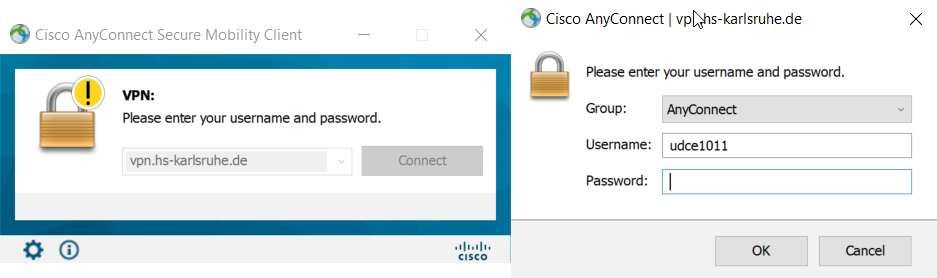 Cisco AnyConnect Secure Mobility Client
VPN:
Please enter your username and password.
vpn.hs-karlsruhe.de
Connect
CISCO
Cisco AnyConnect | vpn.hs-karlsruhe.de
Please enter your username and password.
Group: AnyConnect
Username: udce1011
Password:
OK Cancel